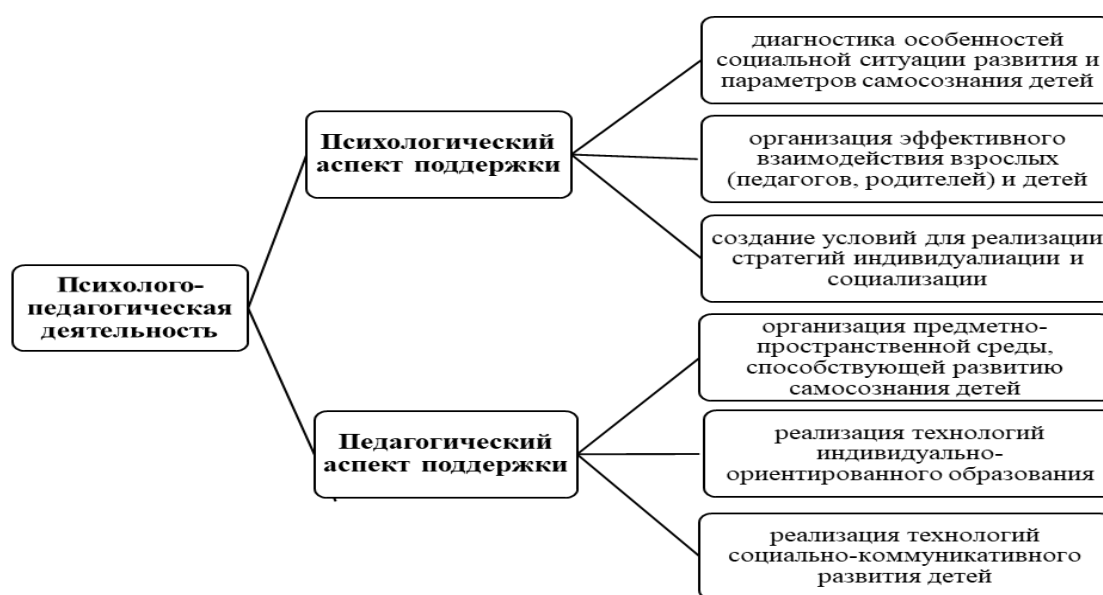 диагностика особенностей
социальной ситуации развития и
параметров самосознания детей
Психологический
аспект поддержки
организация эффективного
взаимодействия взрослых
(педагогов, родителей) и детей
создание условий для реализации
стратегий индивидуалиации и
социализации
Психолого-
педагогическая
деятельность
организация предметно-
пространственной среды,
способствующей развитию
самосознания детей
Педагогический
аспект поддержки
реализация технологий
индивидуально-
ориентированного образования
реализация технологий
социально-коммуникативного
развития детей